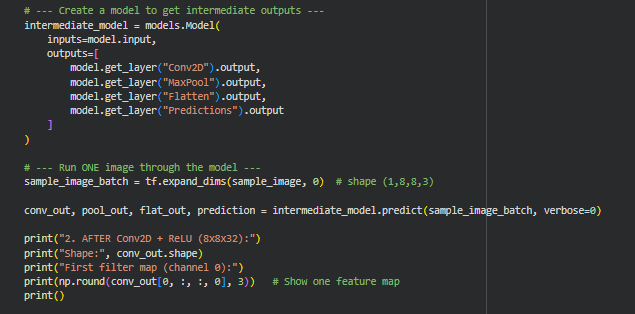 # --- Create a model to get intermediate outputs ---
intermediate_model = models.Model(
    inputs=model.input,
    outputs=[
        model.get_layer("Conv2D").output,
        model.get_layer("MaxPool").output,
        model.get_layer("Flatten").output,
        model.get_layer("Predictions").output
    ]
)
# --- Run ONE image through the model ---
sample_image_batch = tf.expand_dims(sample_image, 0)  # shape (1,8,8,3)
conv_out, pool_out, flat_out, prediction = intermediate_model.predict(sample_image_batch, verbose=0)
print("2. AFTER Conv2D + ReLU (8x8x32):")
print("Shape:", conv_out.shape)
print("First filter map (channel 0):")
print(np.round(conv_out[0, :, :, 0], 3))   # Show one feature map
print()